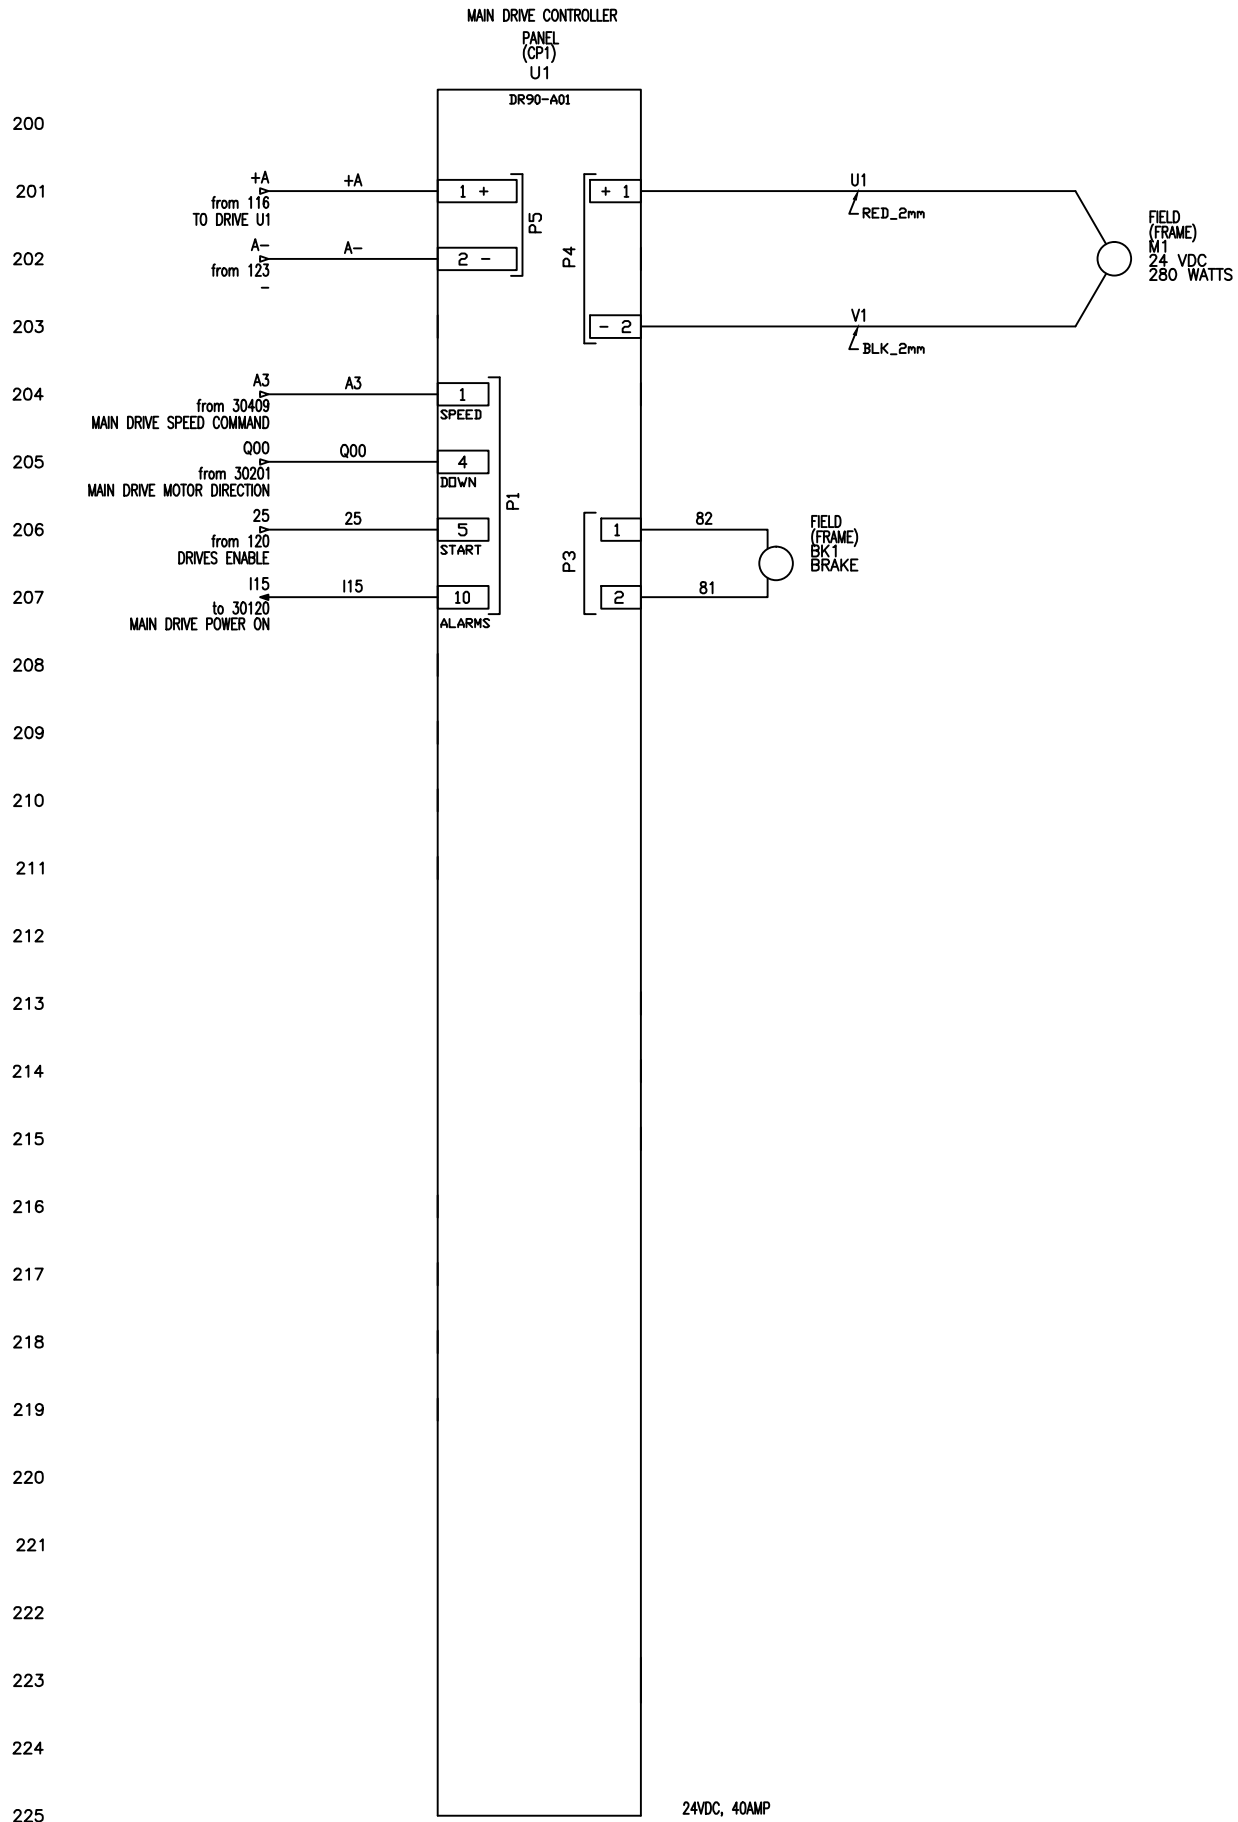 MAIN DRIVE CONTROLLER
PANEL
(CP1)
U1
DR90-A01
200
201
+A
from 116
TO DRIVE U1
+A
1 +
P5
+ 1
P4
U1
RED_2mm
FIELD
(FRAME)
M1
24 VDC
280 WATTS
202
A-
from 123
-
A-
2 -
203
- 2
V1
BLK_2mm
204
A3
from 30409
MAIN DRIVE SPEED COMMAND
A3
1
SPEED
205
Q00
from 30201
MAIN DRIVE MOTOR DIRECTION
Q00
4
DOWN
P1
206
25
from 120
DRIVES ENABLE
25
5
START
P3
1
82
FIELD
(FRAME)
BK1
BRAKE
207
I15
to 30120
MAIN DRIVE POWER ON
I15
10
ALARMS
2
81
208
209
210
211
212
213
214
215
216
217
218
219
220
221
222
223
224
225
24VDC, 40AMP